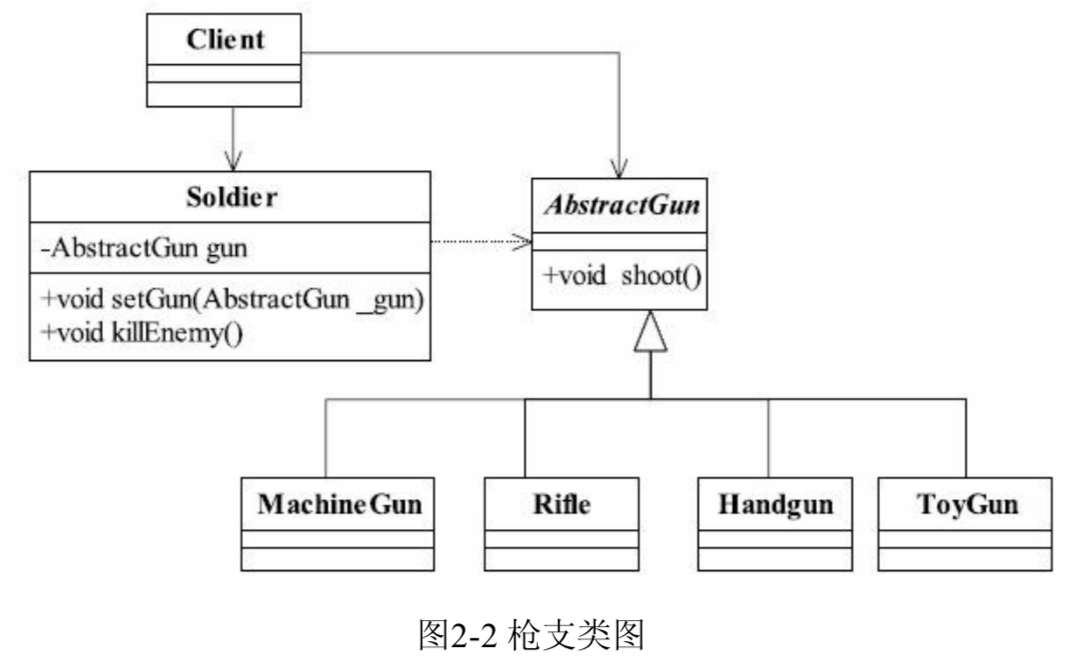 Client
Soldier
-AbstractGun gun
+void setGun(AbstractGun _gun)
+void killEnemy()
AbstractGun
+void shoot()
MachineGun
Rifle
Handgun
ToyGun
图2-2 枪支类图